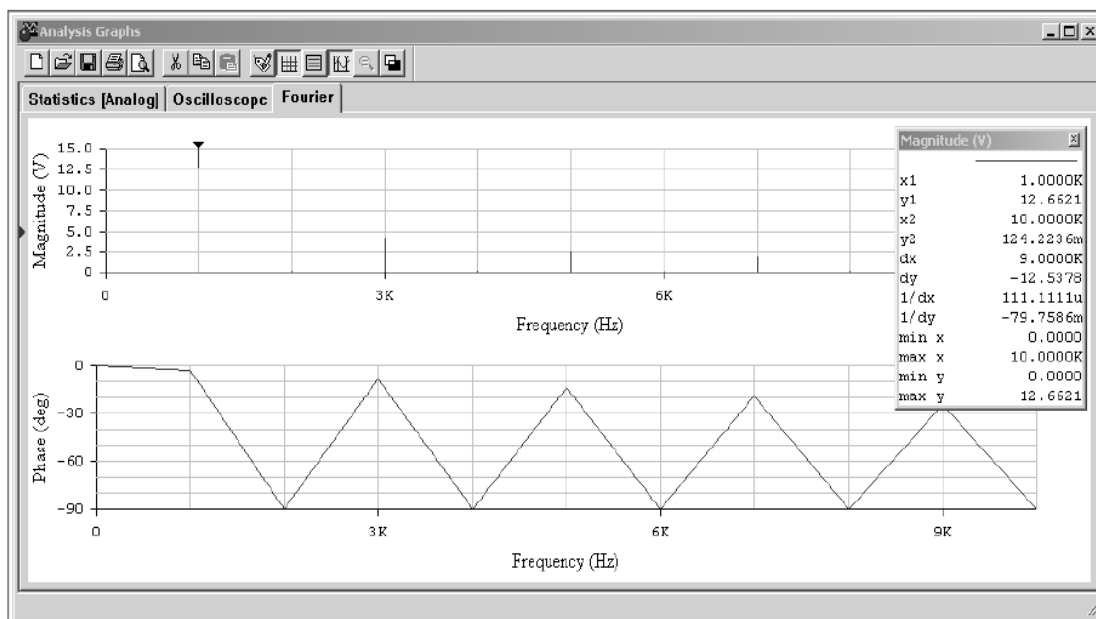 Analysis Graphs
Statistics [Analog] Oscilloscope Fourier
Magnitude (V)
15.0
12.5
10.0
7.5
5.0
2.5
0
0 3K 6K
Frequency (Hz)
Magnitude (V)
x1 1.0000K
y1 12.6621
x2 10.0000K
y2 124.2236m
dx 9.0000K
dy -12.5378
1/dx 111.1111u
1/dy -79.7586m
min x 0.0000
max x 10.0000K
min y 0.0000
max y 12.6621
Phase (deg)
0
-30
-60
-90
0 3K 6K 9K
Frequency (Hz)